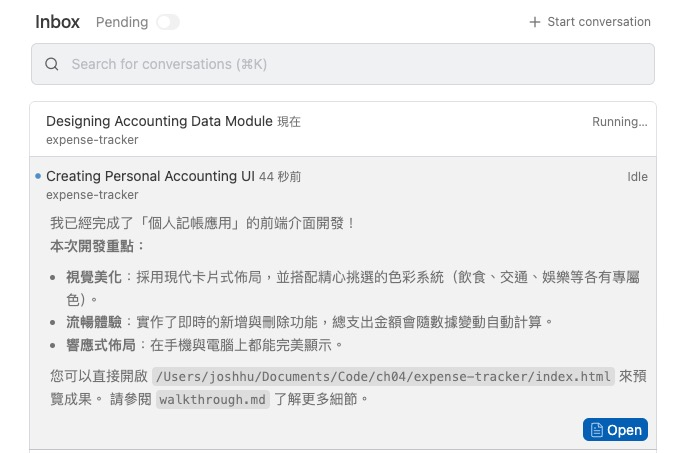 Inbox Pending + Start conversation
Search for conversations (⌘K)
Designing Accounting Data Module 現在 Running...
expense-tracker
Creating Personal Accounting UI 44 秒前 Idle
expense-tracker
我已經完成了「個人記帳應用」的前端介面開發！
本次開發重點：
• 視覺美化：採用現代卡片式佈局，並搭配精心挑選的色彩系統（飲食、交通、娛樂等各有專屬
色）。
• 流暢體驗：實作了即時的新增與刪除功能，總支出金額會隨數據變動自動計算。
• 響應式佈局：在手機與電腦上都能完美顯示。
您可以直接開啟 /Users/joshhu/Documents/Code/ch04/expense-tracker/index.html 來預
覽成果。 請參閱 walkthrough.md 了解更多細節。
Open